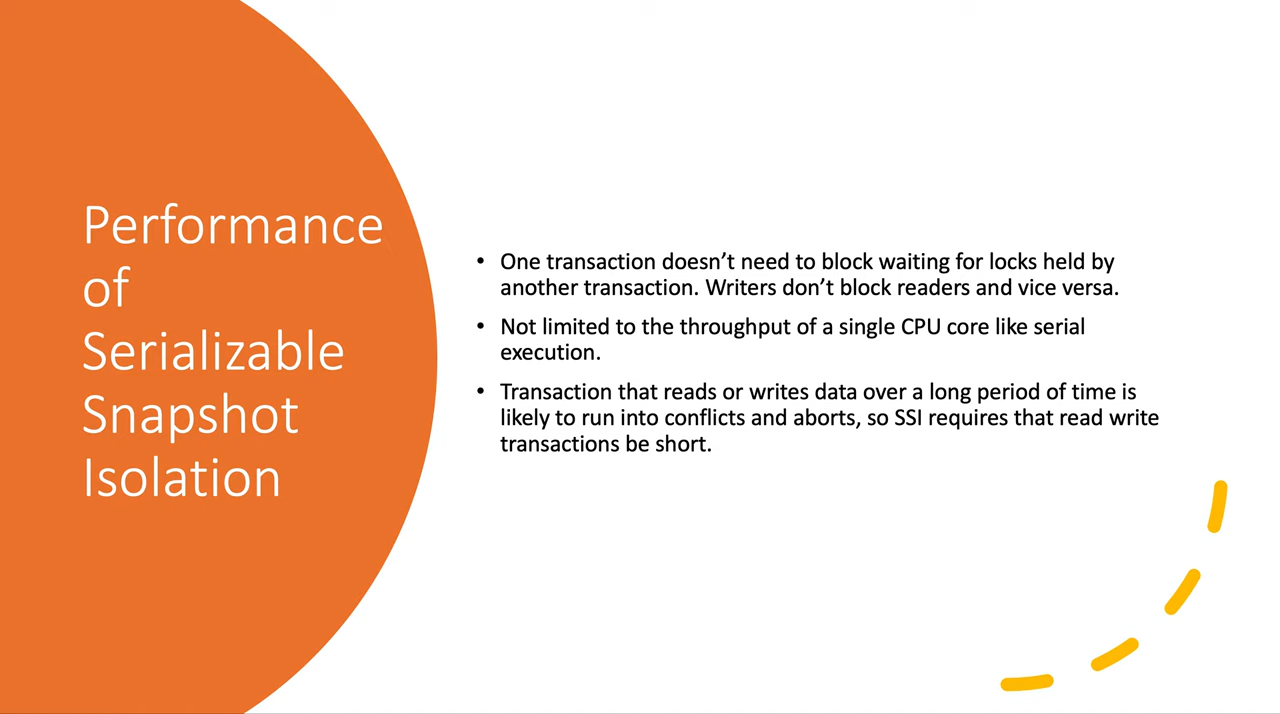 Performance
of
Serializable
Snapshot
Isolation
• One transaction doesn’t need to block waiting for locks held by
another transaction. Writers don’t block readers and vice versa.
• Not limited to the throughput of a single CPU core like serial
execution.
• Transaction that reads or writes data over a long period of time is
likely to run into conflicts and aborts, so SSI requires that read write
transactions be short.